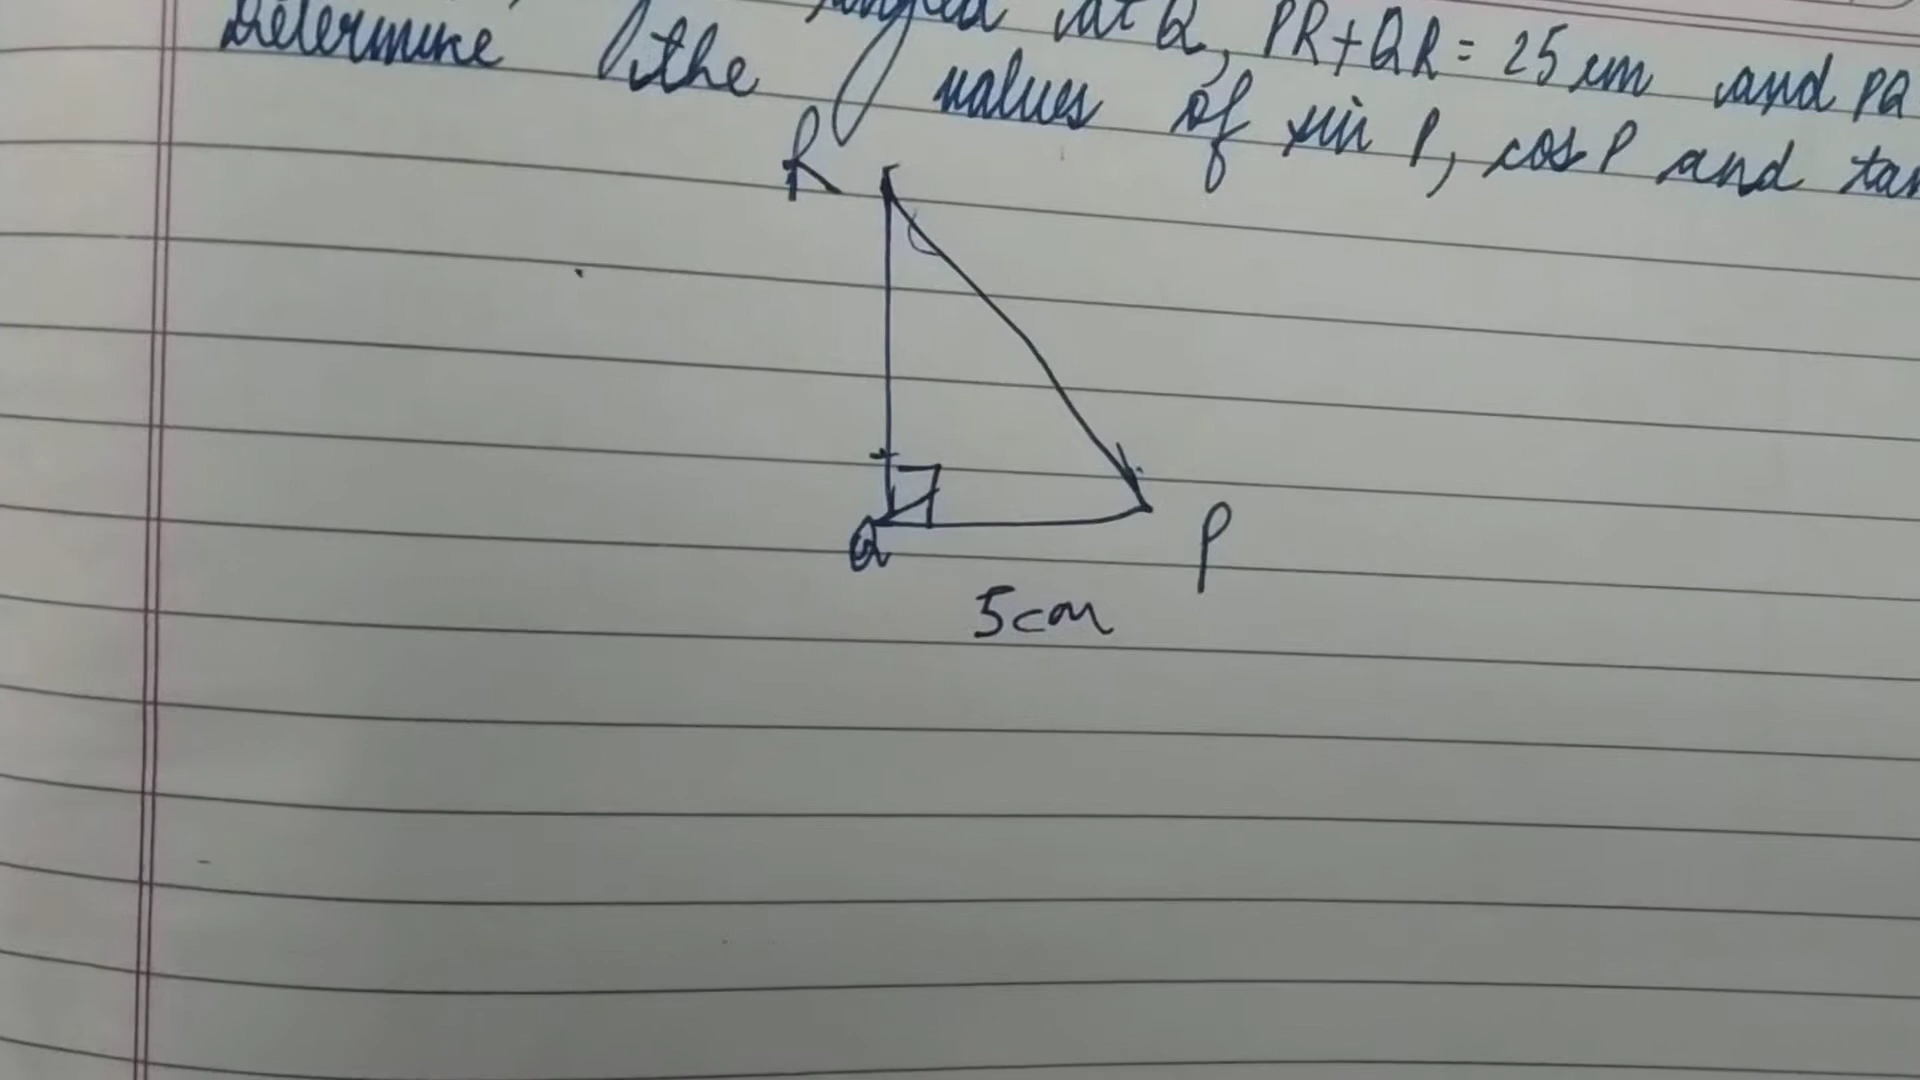 angled at Q, PR+QR = 25 cm and PQ
Determine the values of sin P, cos P and tan
R
Q
P
5cm